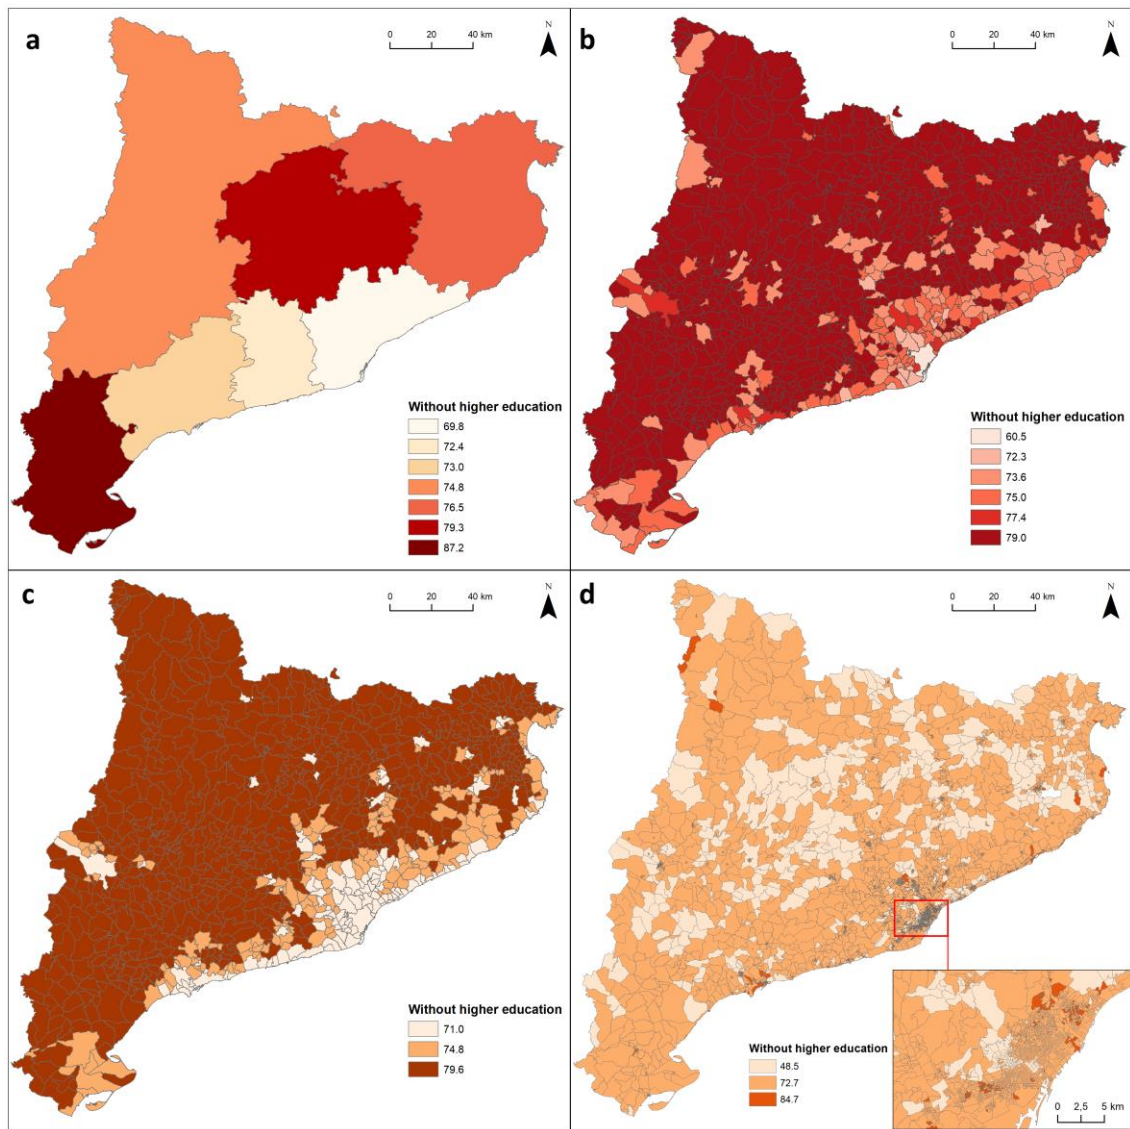 a
N
0 20 40 km
Without higher education
69.8
72.4
73.0
74.8
76.5
79.3
87.2
b
N
0 20 40 km
Without higher education
60.5
72.3
73.6
75.0
77.4
79.0
c
N
0 20 40 km
Without higher education
71.0
74.8
79.6
d
N
0 20 40 km
Without higher education
48.5
72.7
84.7
0 2,5 5 km